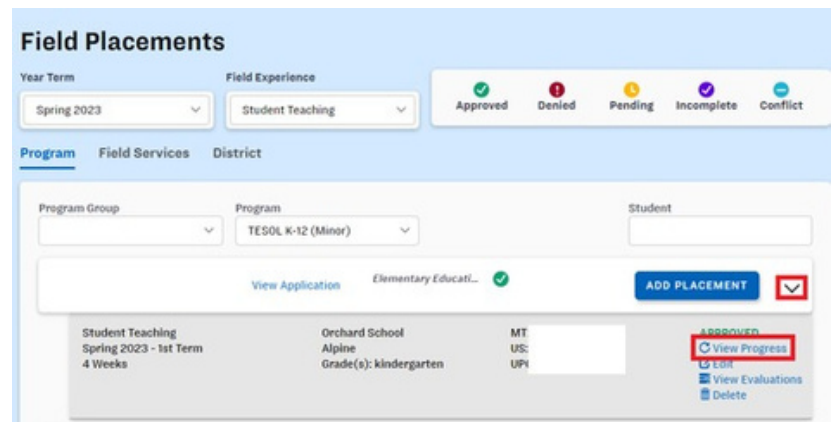 Field Placements
Year Term Field Experience
Spring 2023 Student Teaching
Approved Denied Pending Incomplete Conflict
Program Field Services District
Program Group Program Student
TESOL K-12 (Minor)
View Application Elementary Educati... ADD PLACEMENT
Student Teaching Orchard School MT APPROVED
Spring 2023 - 1st Term Alpine US: View Progress
4 Weeks Grade(s): kindergarten UP Edit
View Evaluations
Delete